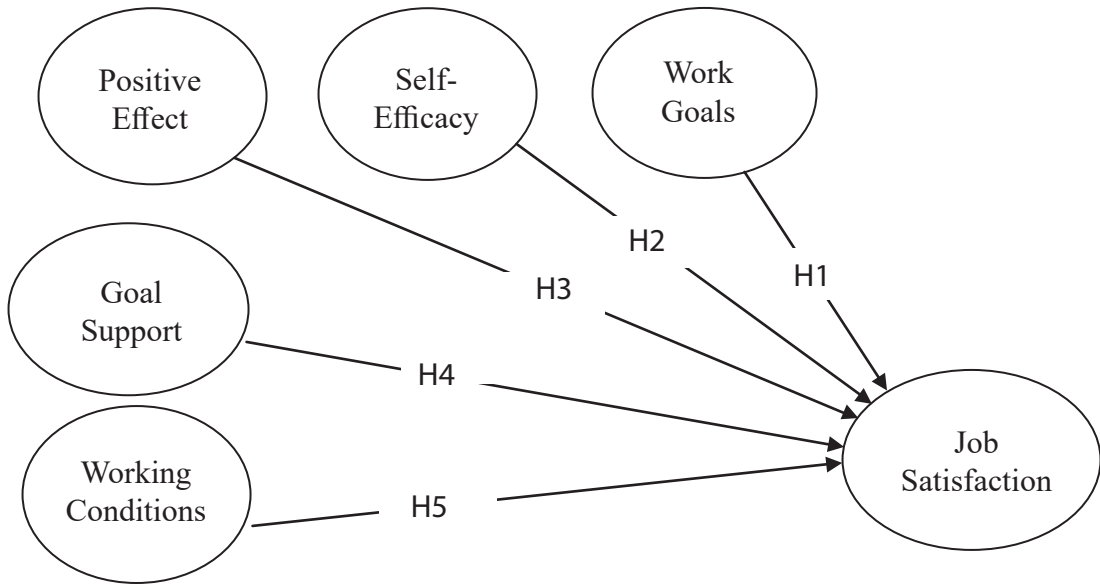 Positive
Effect
Self-
Efficacy
Work
Goals
H2
H1
H3
Goal
Support
H4
Job
Satisfaction
Working
Conditions
H5